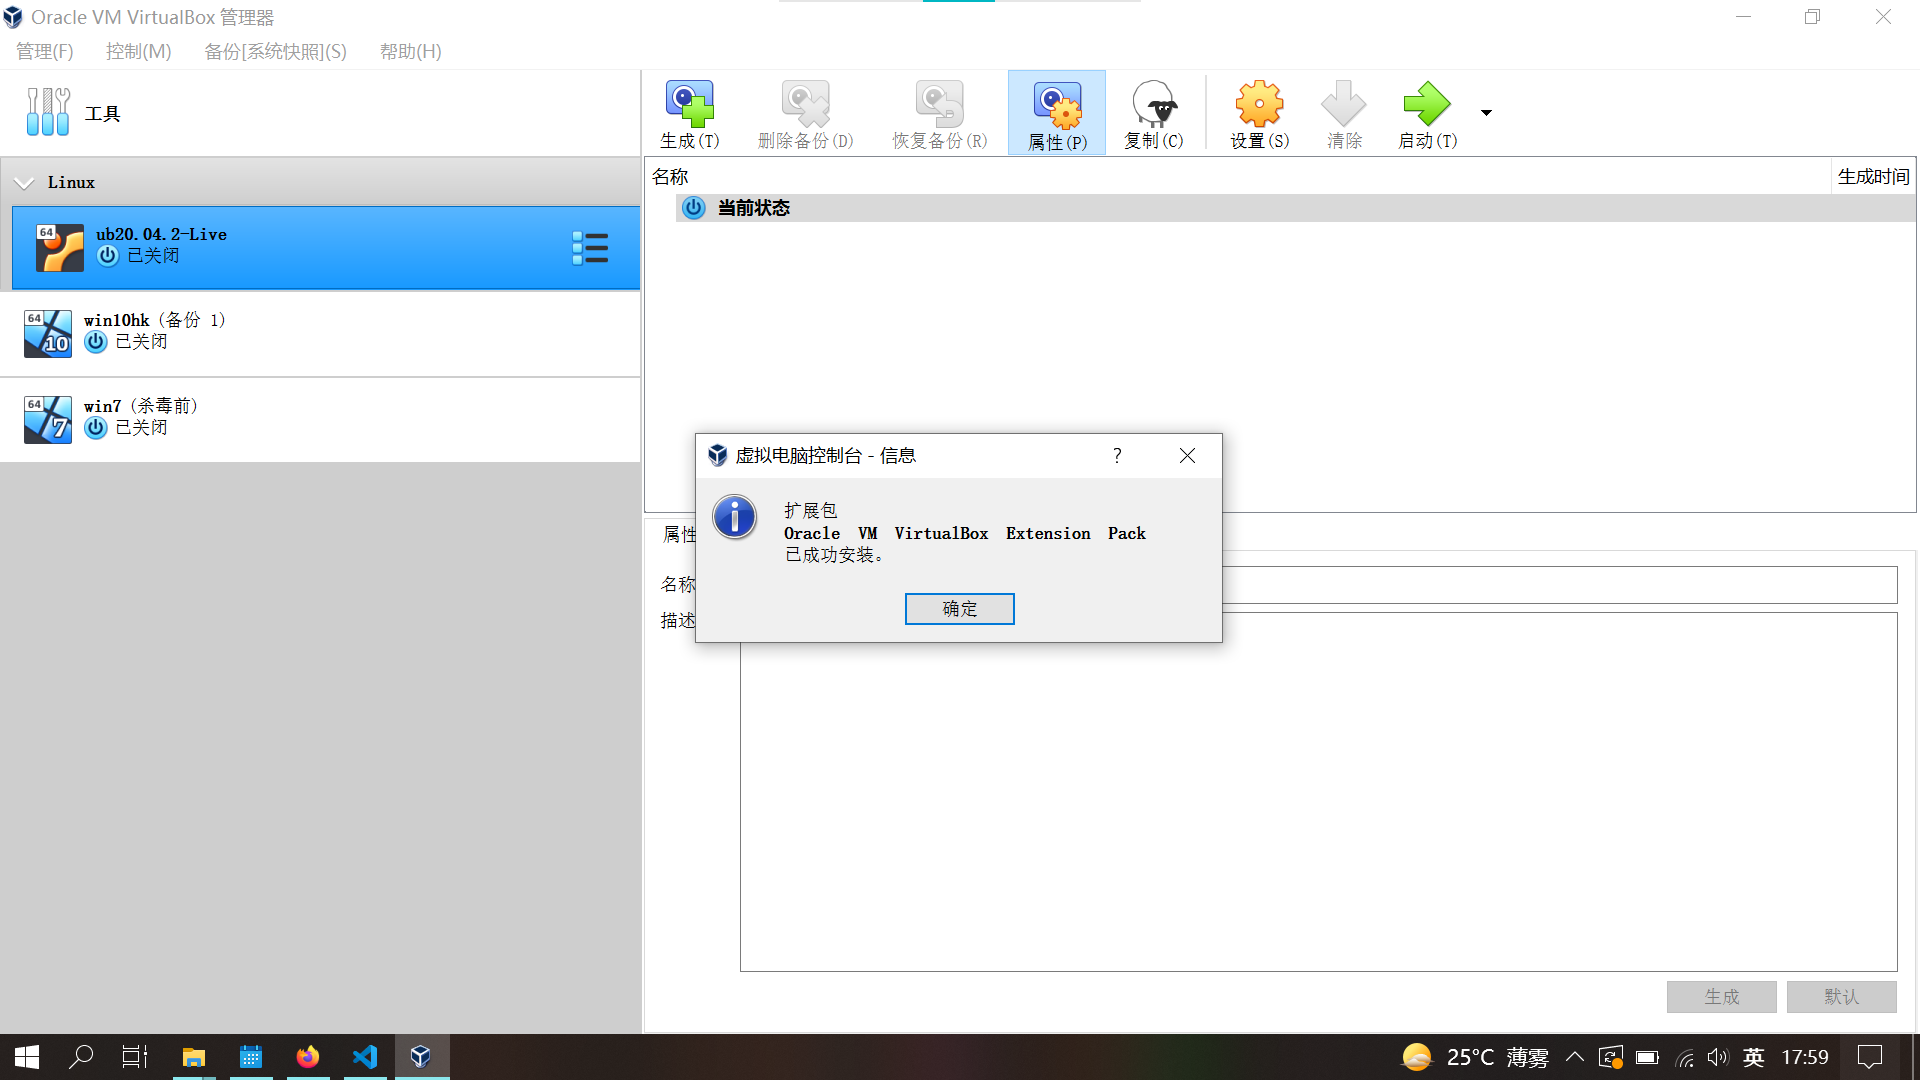 Oracle VM VirtualBox 管理器
管理(F) 控制(M) 备份[系统快照](S) 帮助(H)
工具
生成(T) 删除备份(D) 恢复备份(R) 属性(P) 复制(C) 设置(S) 清除 启动(T)
Linux
64
ub20.04.2-Live
已关闭
64
10
win10hk (备份 1)
已关闭
64
7
win7 (杀毒前)
已关闭
名称 生成时间
当前状态
虚拟电脑控制台 - 信息
?
扩展包
Oracle VM VirtualBox Extension Pack
已成功安装。
确定
属性
名称
描述
生成 默认
25°C 薄雾 英 17:59